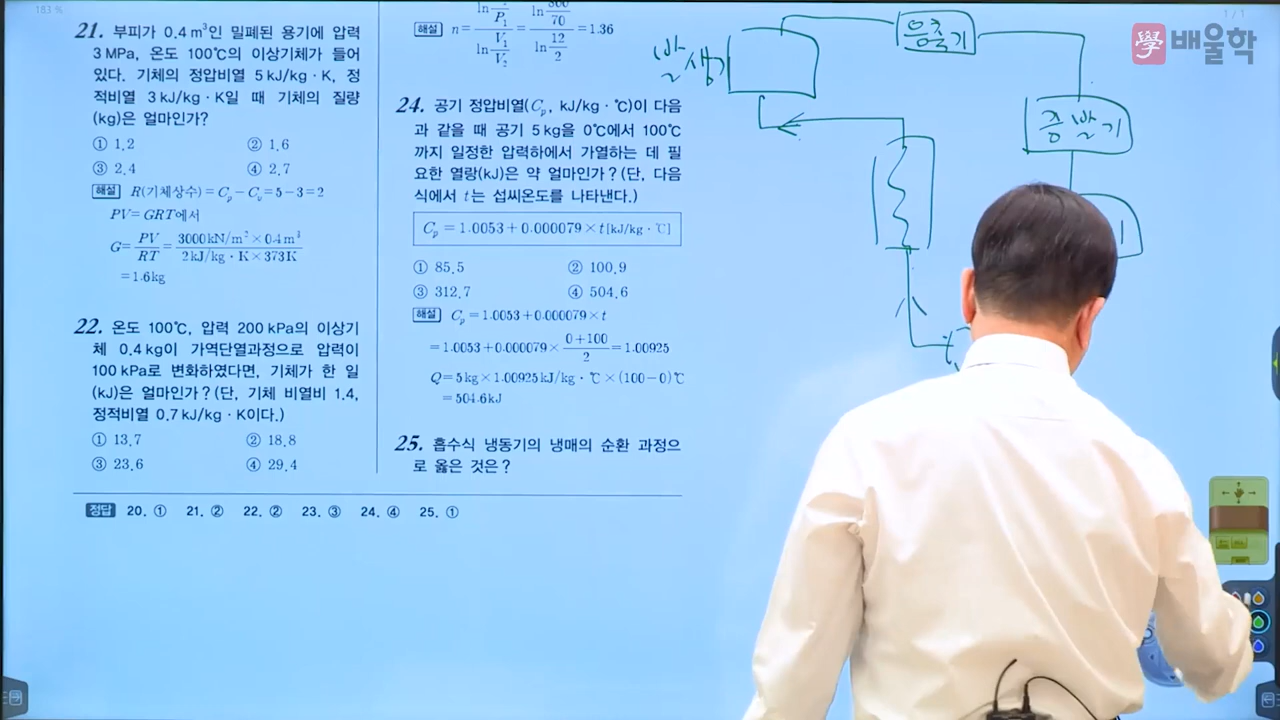 183 %
1 / 1
배울학
學
21. 부피가 0.4 m³인 밀폐된 용기에 압력
3 MPa, 온도 100℃의 이상기체가 들어
있다. 기체의 정압비열 5 kJ/kg · K, 정
적비열 3 kJ/kg · K일 때 기체의 질량
(kg)은 얼마인가?
① 1.2 ② 1.6
③ 2.4 ④ 2.7
해설 R(기체상수) = Cp − Cv = 5 − 3 = 2
PV = GRT에서
G = PV/RT = 3000 kN/m² × 0.4 m³ / 2 kJ/kg · K × 373 K
= 1.6 kg
22. 온도 100℃, 압력 200 kPa의 이상기
체 0.4 kg이 가역단열과정으로 압력이
100 kPa로 변화하였다면, 기체가 한 일
(kJ)은 얼마인가? (단, 기체 비열비 1.4,
정적비열 0.7 kJ/kg · K이다.)
① 13.7 ② 18.8
③ 23.6 ④ 29.4
해설 n = ln P₁ / ln V₁/V₂ = ln 70 / ln 12/2 = 1.36
24. 공기 정압비열(Cp, kJ/kg · ℃)이 다음
과 같을 때 공기 5 kg을 0℃에서 100℃
까지 일정한 압력하에서 가열하는 데 필
요한 열량(kJ)은 약 얼마인가? (단, 다음
식에서 t는 섭씨온도를 나타낸다.)
Cp = 1.0053 + 0.000079 × t [kJ/kg · ℃]
① 85.5 ② 100.9
③ 312.7 ④ 504.6
해설 Cp = 1.0053 + 0.000079 × t
= 1.0053 + 0.000079 × 0+100/2 = 1.00925
Q = 5 kg × 1.00925 kJ/kg · ℃ × (100 − 0)℃
= 504.6 kJ
25. 흡수식 냉동기의 냉매의 순환 과정으
로 옳은 것은?
정답 20. ① 21. ② 22. ② 23. ③ 24. ④ 25. ①
발생기
응축기
증발기